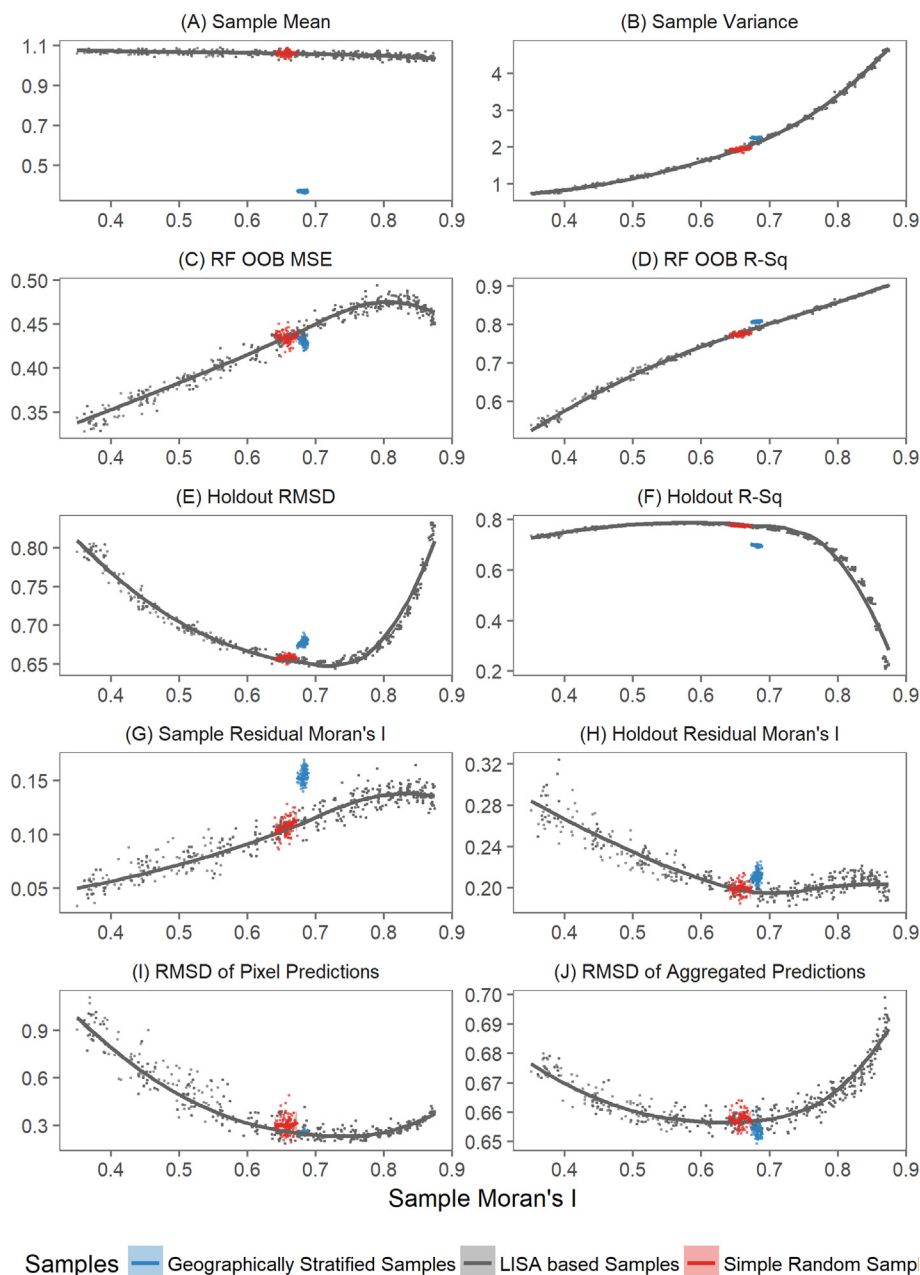 (A) Sample Mean
(B) Sample Variance
1.1
0.9
0.7
0.5
4
3
2
1
0.4 0.5 0.6 0.7 0.8 0.9
0.4 0.5 0.6 0.7 0.8 0.9
(C) RF OOB MSE
(D) RF OOB R-Sq
0.50
0.45
0.40
0.35
0.9
0.8
0.7
0.6
0.4 0.5 0.6 0.7 0.8 0.9
0.4 0.5 0.6 0.7 0.8 0.9
(E) Holdout RMSD
(F) Holdout R-Sq
0.80
0.75
0.70
0.65
0.8
0.6
0.4
0.2
0.4 0.5 0.6 0.7 0.8 0.9
0.4 0.5 0.6 0.7 0.8 0.9
(G) Sample Residual Moran's I
(H) Holdout Residual Moran's I
0.15
0.10
0.05
0.32
0.28
0.24
0.20
0.4 0.5 0.6 0.7 0.8 0.9
0.4 0.5 0.6 0.7 0.8 0.9
(I) RMSD of Pixel Predictions
(J) RMSD of Aggregated Predictions
0.9
0.6
0.3
0.70
0.69
0.68
0.67
0.66
0.65
0.4 0.5 0.6 0.7 0.8 0.9
0.4 0.5 0.6 0.7 0.8 0.9
Sample Moran's I
Samples Geographically Stratified Samples LISA based Samples Simple Random Samp